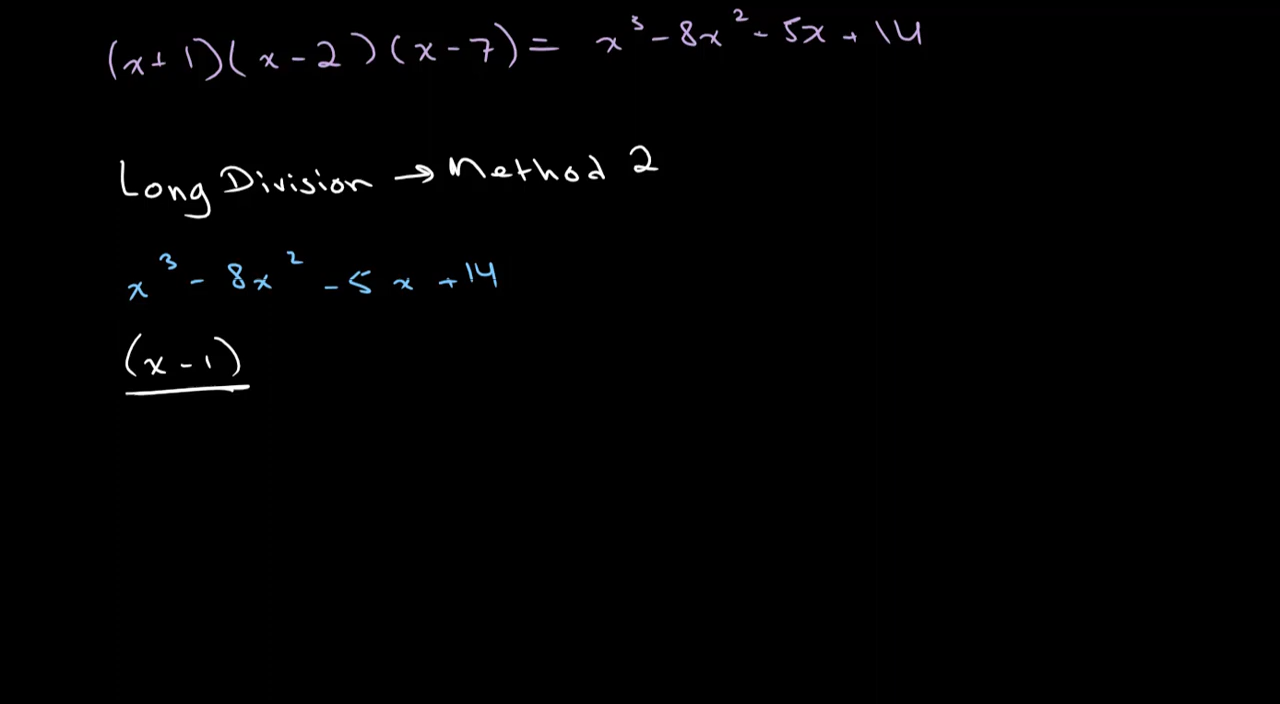 (x+1)(x-2)(x-7)= x³-8x²-5x+14
Long Division → Method 2
x³-8x²-5x+14
(x-1)